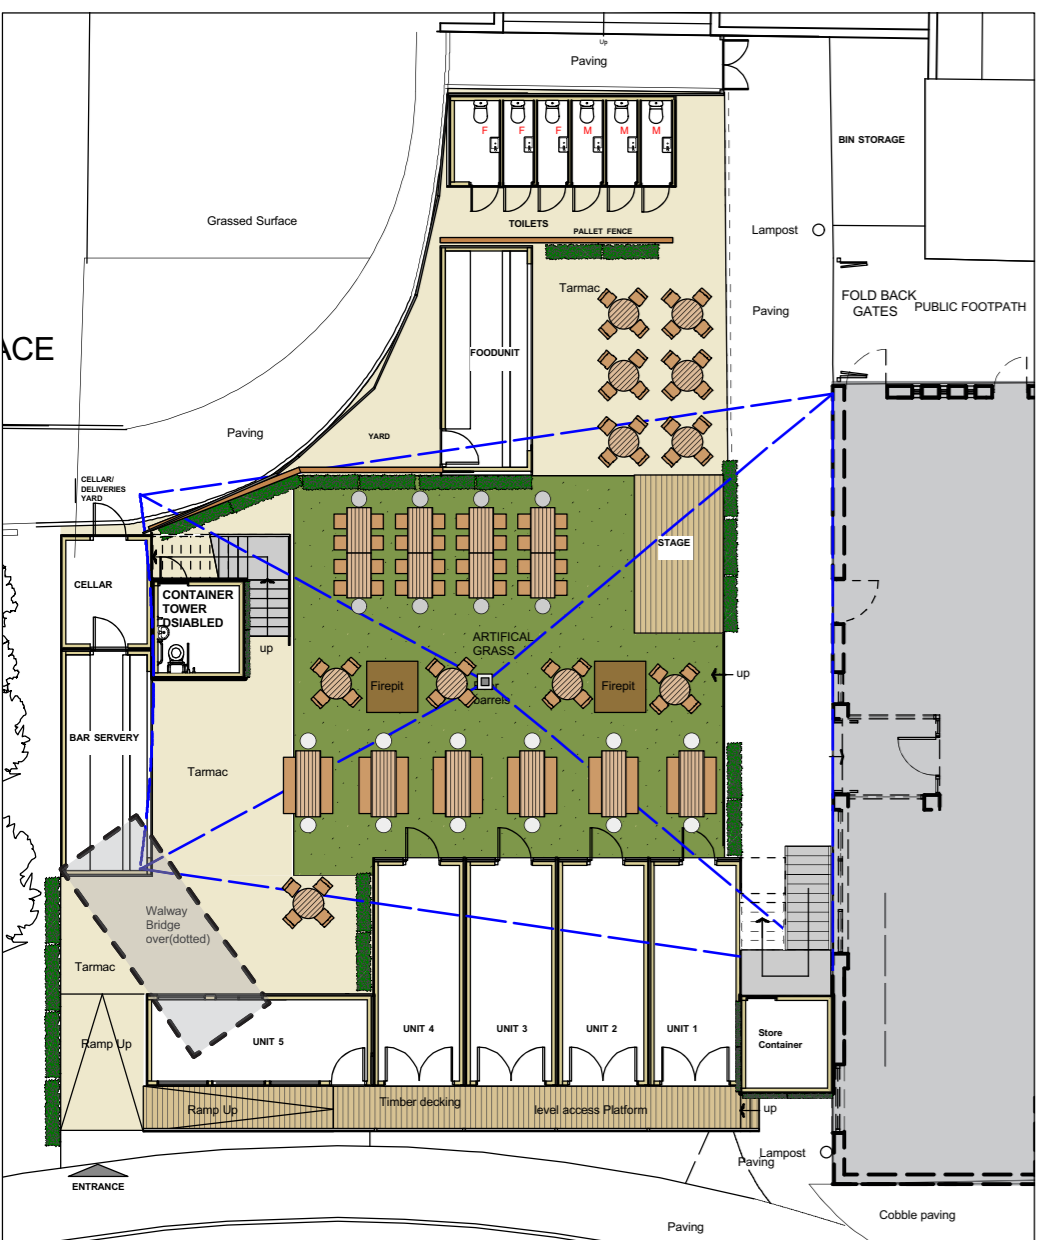 Up
Paving
F F F M M M
BIN STORAGE
Grassed Surface
TOILETS
PALLET FENCE
Lampost
Tarmac
FOLD BACK
GATES
PUBLIC FOOTPATH
Paving
ACE
FOODUNIT
Paving
YARD
CELLAR/
DELIVERIES
YARD
STAGE
CELLAR
CONTAINER
TOWER
DSIABLED
ARTIFICAL
GRASS
up
up
Firepit
Firepit
barrels
BAR SERVERY
Tarmac
Walway
Bridge
over(dotted)
Tarmac
UNIT 4
UNIT 3
UNIT 2
UNIT 1
Store
Container
UNIT 5
Ramp Up
Timber decking
Ramp Up
level access Platform
up
Lampost
Paving
ENTRANCE
Cobble paving
Paving